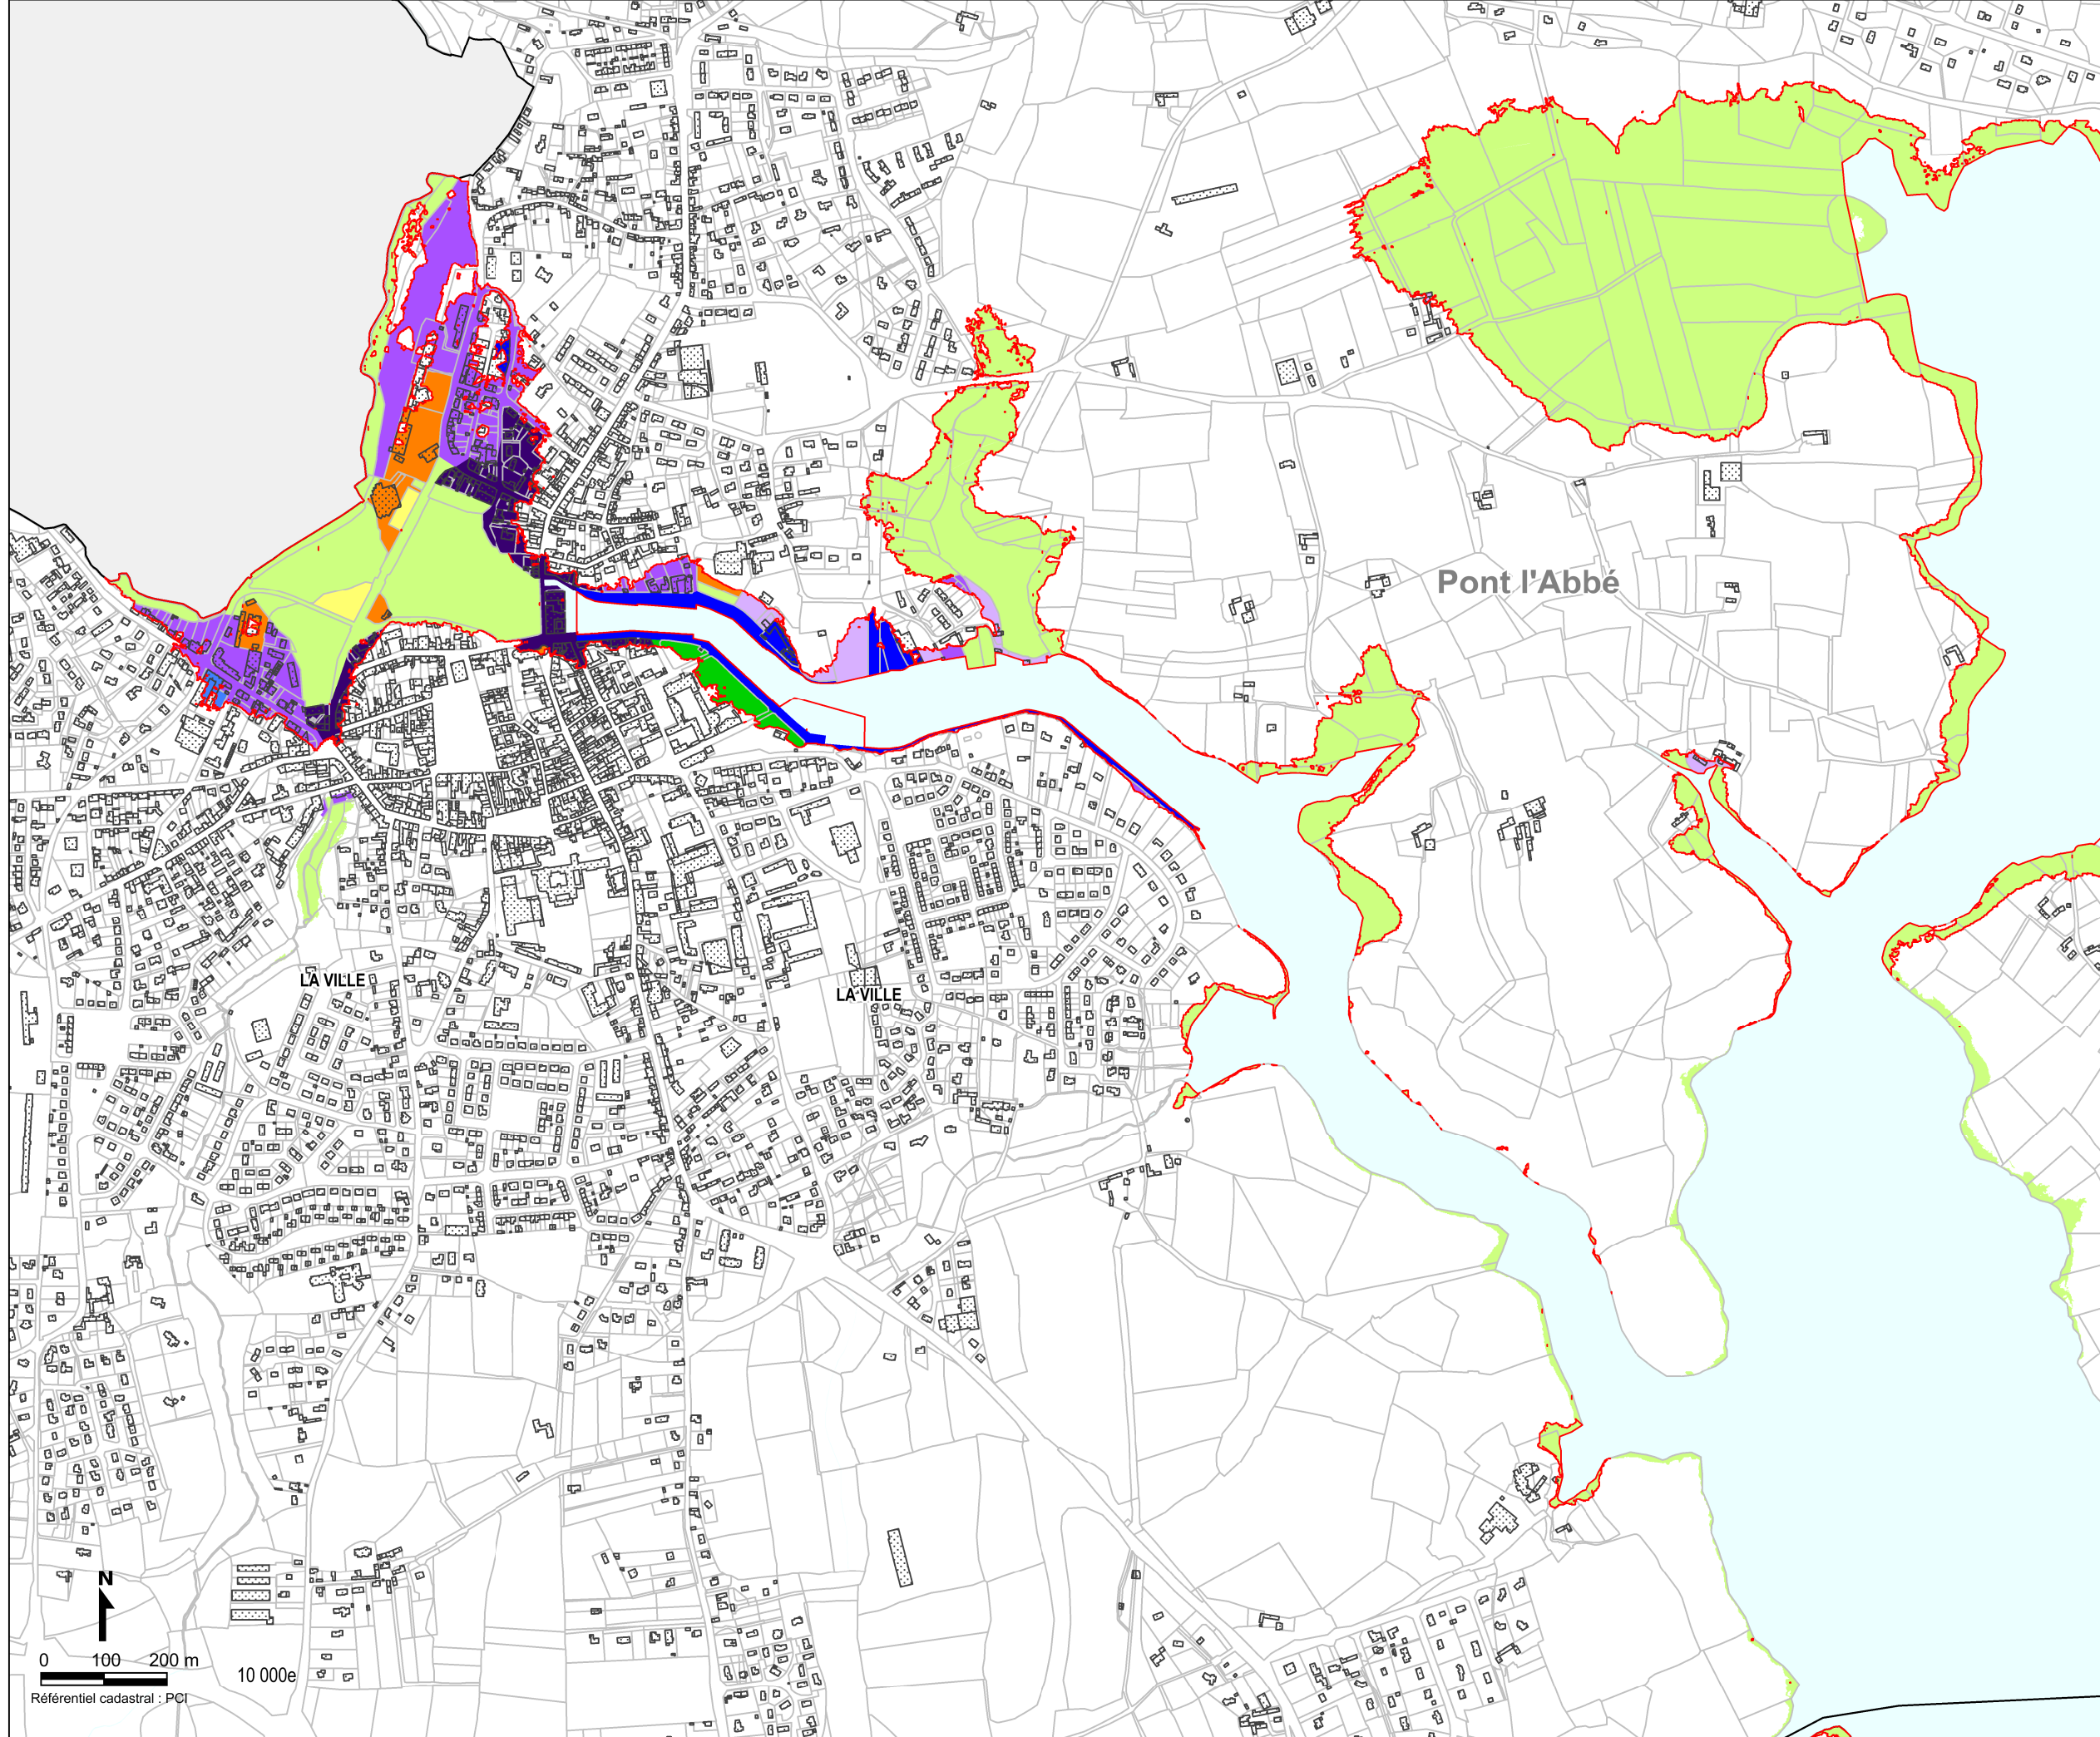 Pont l'Abbé
LA VILLE
LA VILLE
N
0 100 200 m
10 000e
Référentiel cadastral : PCI